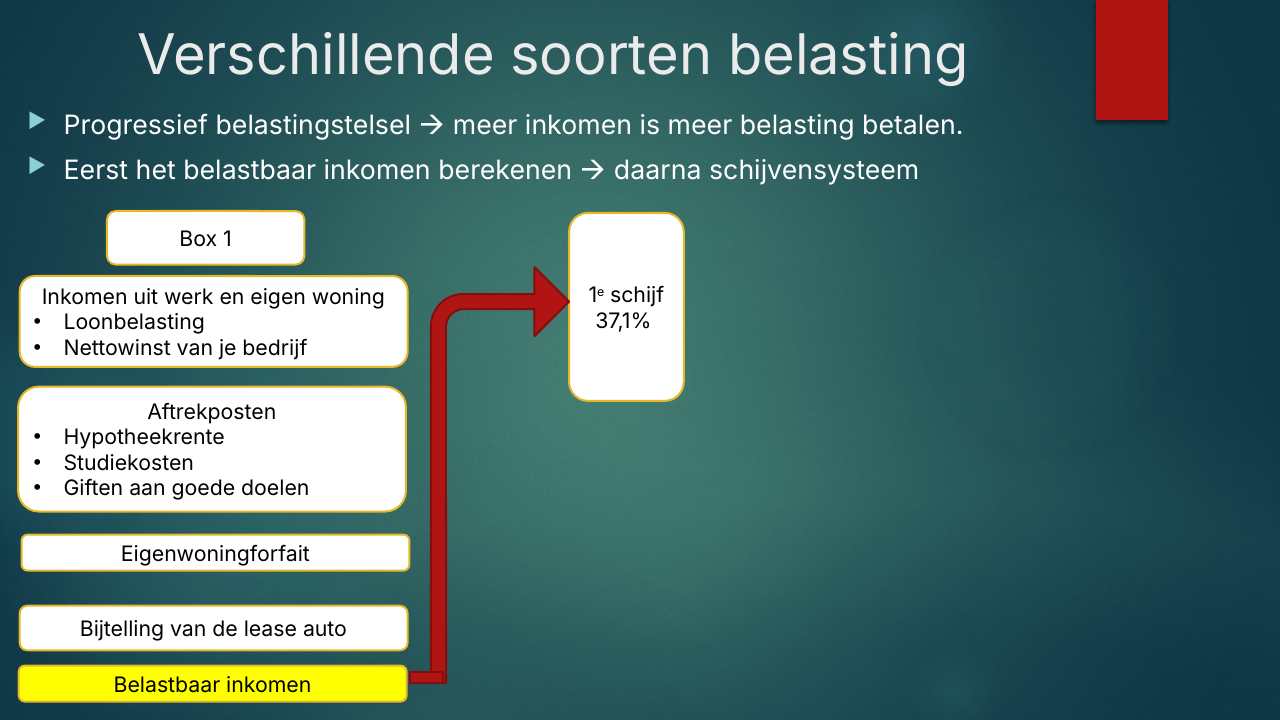 Verschillende soorten belasting
Progressief belastingstelsel → meer inkomen is meer belasting betalen.
Eerst het belastbaar inkomen berekenen → daarna schijvensysteem
Box 1
Inkomen uit werk en eigen woning
• Loonbelasting
• Nettowinst van je bedrijf
Aftrekposten
• Hypotheekrente
• Studiekosten
• Giften aan goede doelen
Eigenwoningforfait
Bijtelling van de lease auto
Belastbaar inkomen
1ᵉ schijf
37,1%